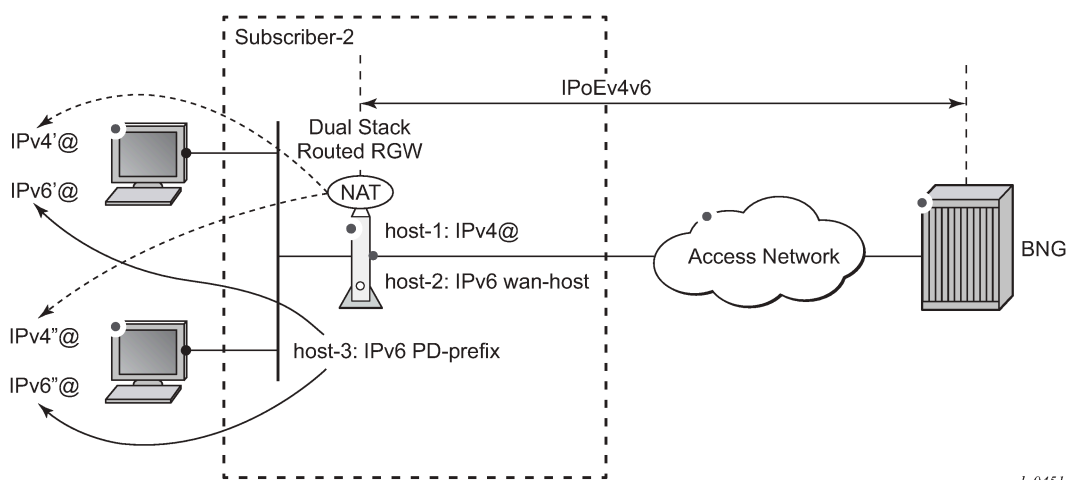 Subscriber-2
IPoEv4v6
Dual Stack
Routed RGW
IPv4’@
IPv6’@
NAT
host-1: IPv4@
Access Network
BNG
host-2: IPv6 wan-host
IPv4”@
host-3: IPv6 PD-prefix
IPv6”@